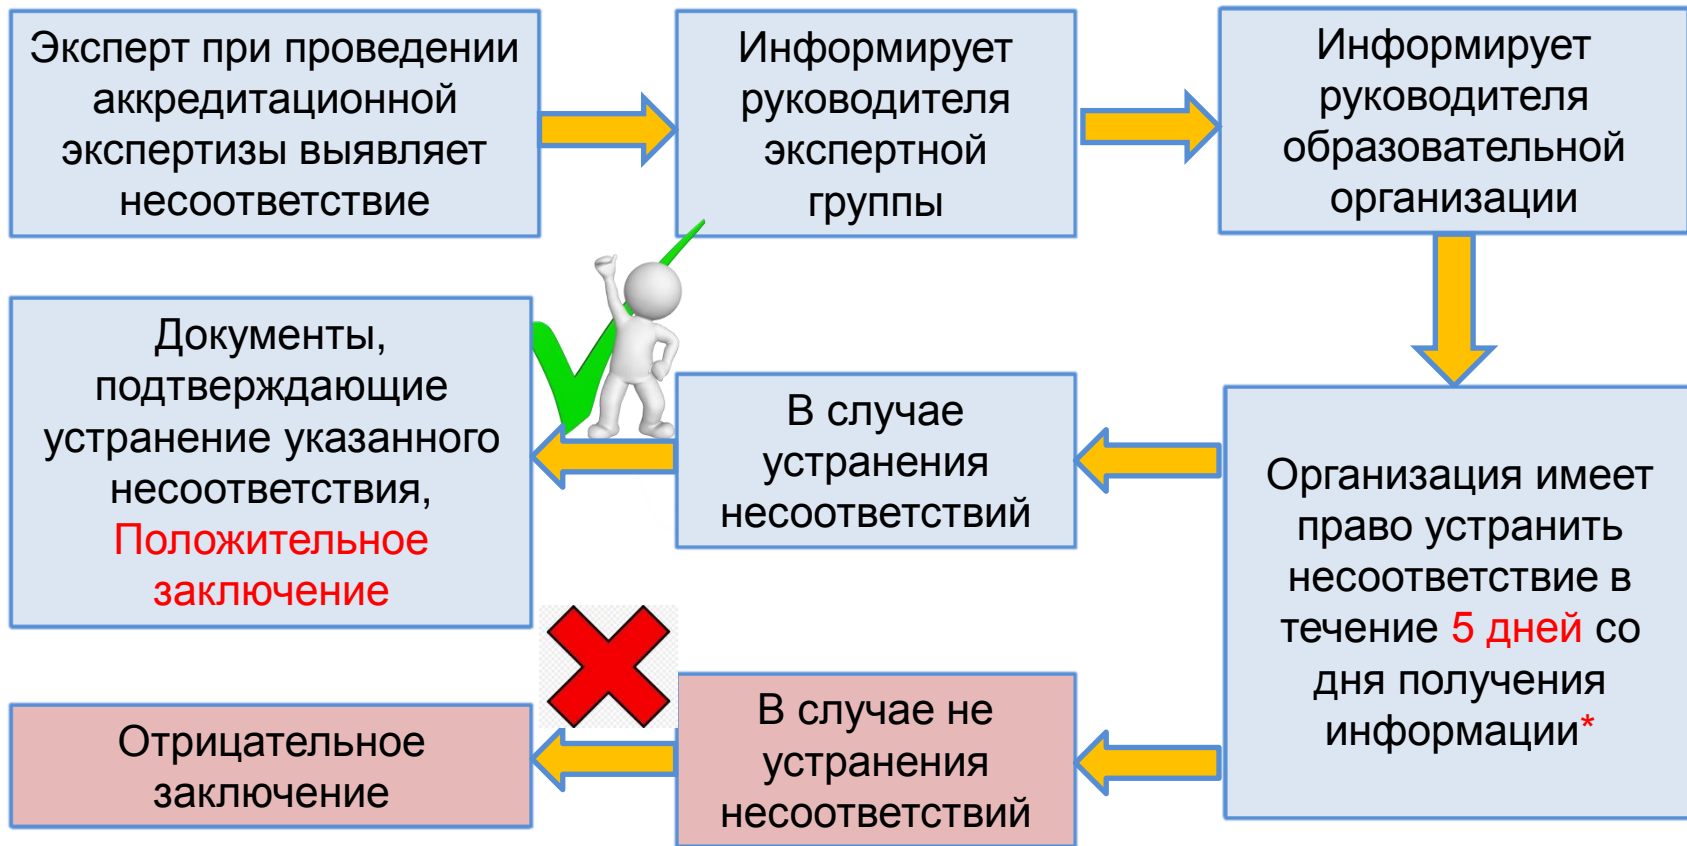 Эксперт при проведении
аккредитационной
экспертизы выявляет
несоответствие
Информирует
руководителя
экспертной
группы
Информирует
руководителя
образовательной
организации
Организация имеет
право устранить
несоответствие в
течение 5 дней со
дня получения
информации*
В случае
устранения
несоответствий
Документы,
подтверждающие
устранение указанного
несоответствия,
Положительное
заключение
В случае не
устранения
несоответствий
Отрицательное
заключение